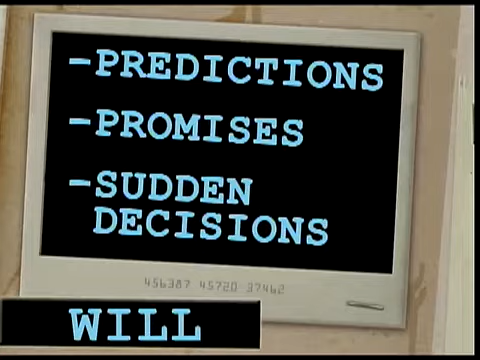 -PREDICTIONS
-PROMISES
-SUDDEN
DECISIONS
456387 45720 37462
WILL